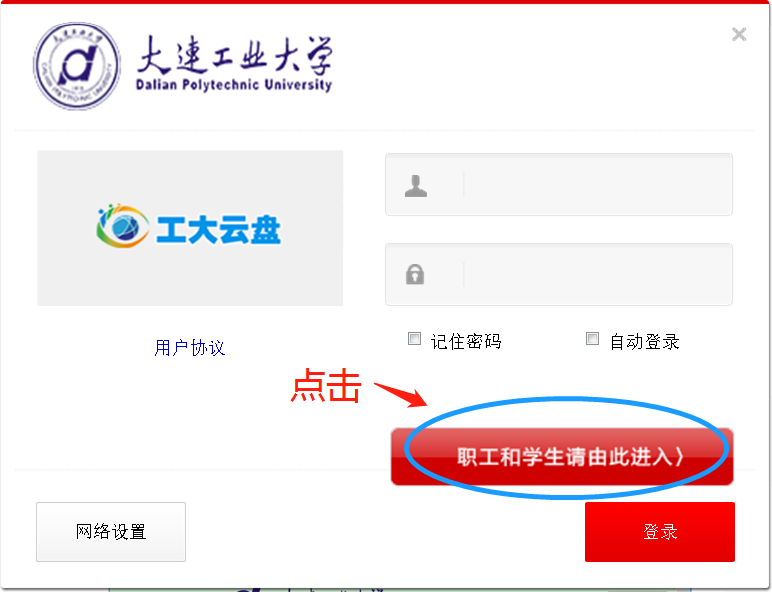 大连工业大学
Dalian Polytechnic University
工大云盘
用户协议
记住密码
自动登录
点击
职工和学生请由此进入〉
网络设置
登录